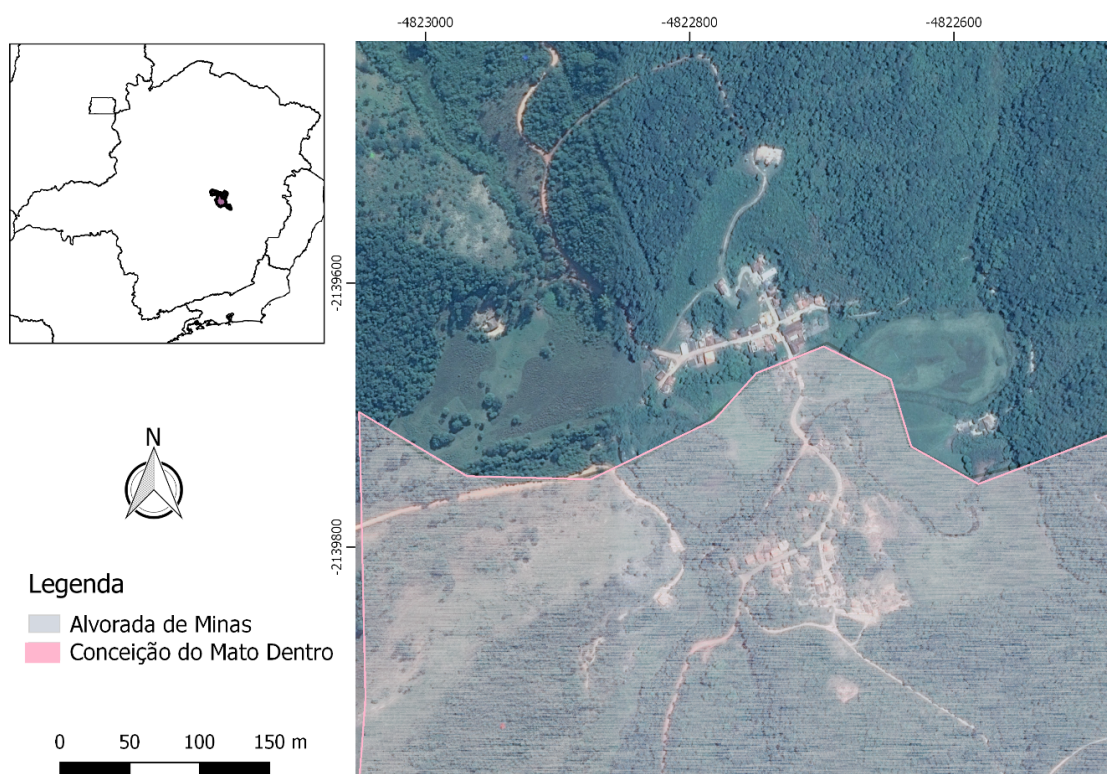 -4823000 -4822800 -4822600
-2139600
N
-2139800
Legenda
Alvorada de Minas
Conceição do Mato Dentro
0 50 100 150 m